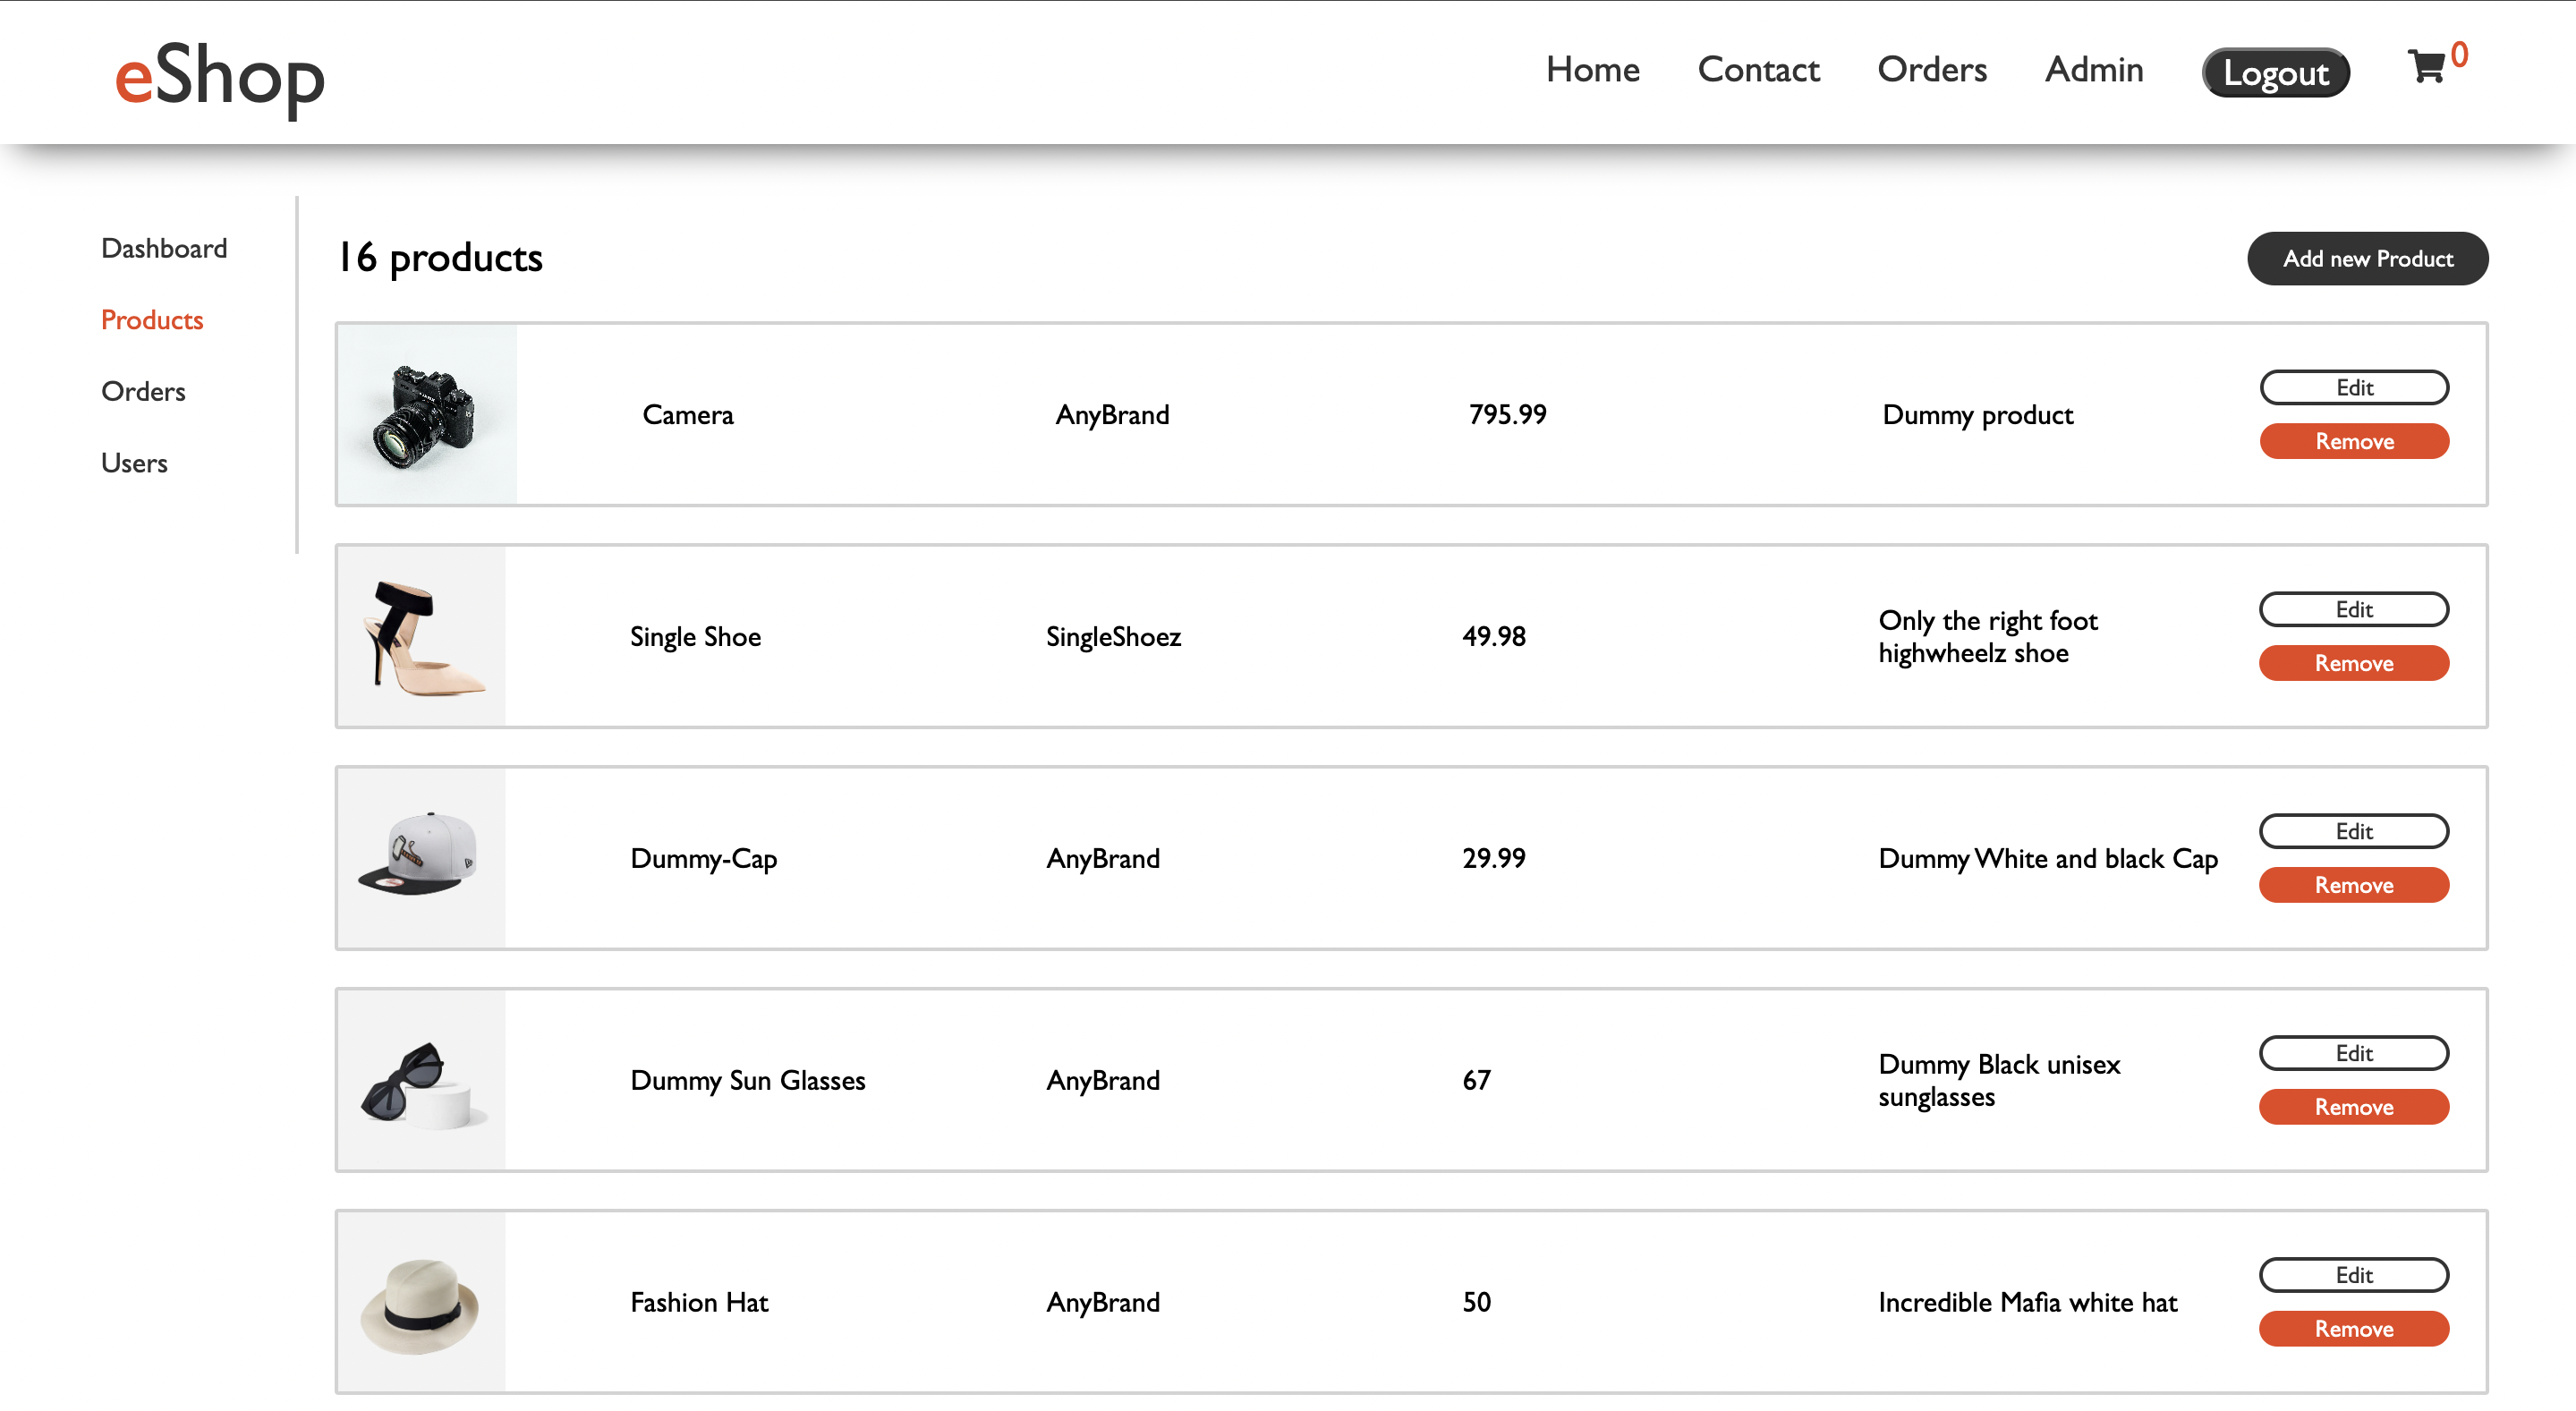 eShop
Home
Contact
Orders
Admin
Logout
0
Dashboard
Products
Orders
Users
16 products
Add new Product
Camera
AnyBrand
795.99
Dummy product
Edit
Remove
Single Shoe
SingleShoez
49.98
Only the right foot
highwheelz shoe
Edit
Remove
Dummy-Cap
AnyBrand
29.99
Dummy White and black Cap
Edit
Remove
Dummy Sun Glasses
AnyBrand
67
Dummy Black unisex
sunglasses
Edit
Remove
Fashion Hat
AnyBrand
50
Incredible Mafia white hat
Edit
Remove